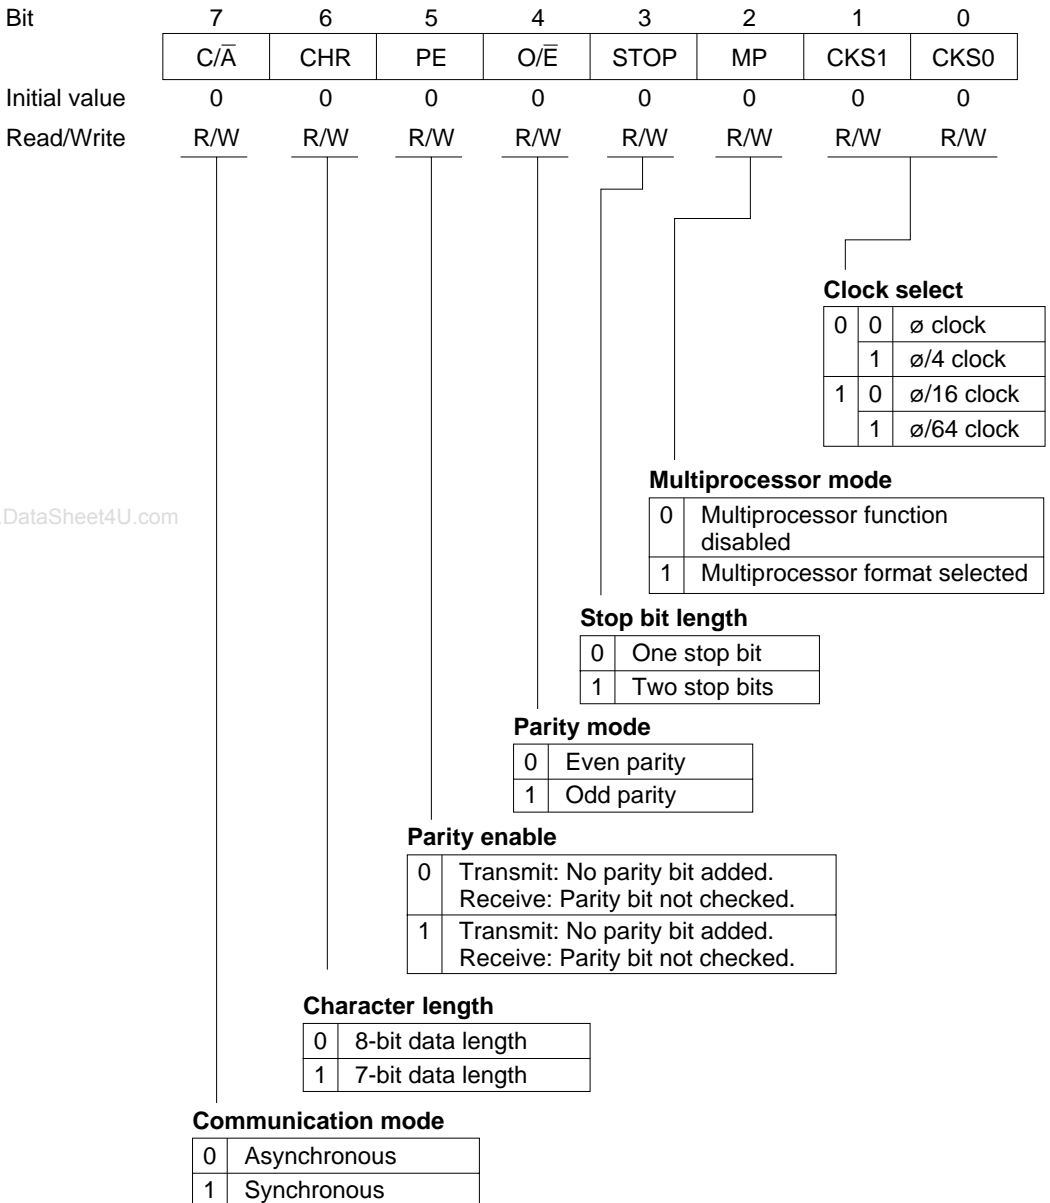 Bit 7 6 5 4 3 2 1 0
C/A̅ CHR PE O/E̅ STOP MP CKS1 CKS0
Initial value 0 0 0 0 0 0 0 0
Read/Write R/W R/W R/W R/W R/W R/W R/W R/W
Clock select
0 0 ø clock
1 ø/4 clock
1 0 ø/16 clock
1 ø/64 clock
Multiprocessor mode
0 Multiprocessor function
disabled
1 Multiprocessor format selected
.DataSheet4U.com
Stop bit length
0 One stop bit
1 Two stop bits
Parity mode
0 Even parity
1 Odd parity
Parity enable
0 Transmit: No parity bit added.
Receive: Parity bit not checked.
1 Transmit: No parity bit added.
Receive: Parity bit not checked.
Character length
0 8-bit data length
1 7-bit data length
Communication mode
0 Asynchronous
1 Synchronous